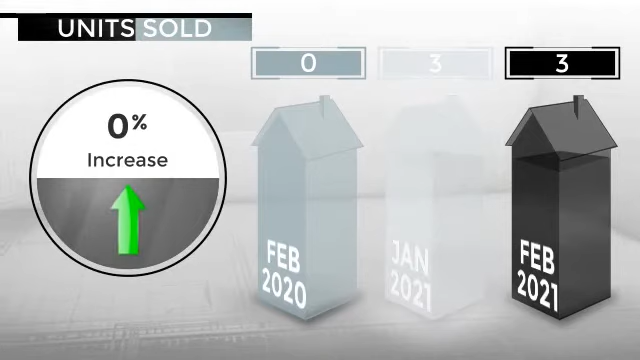 UNITS SOLD
0 3 3
0%
Increase
FEB
2020
JAN
2021
FEB
2021